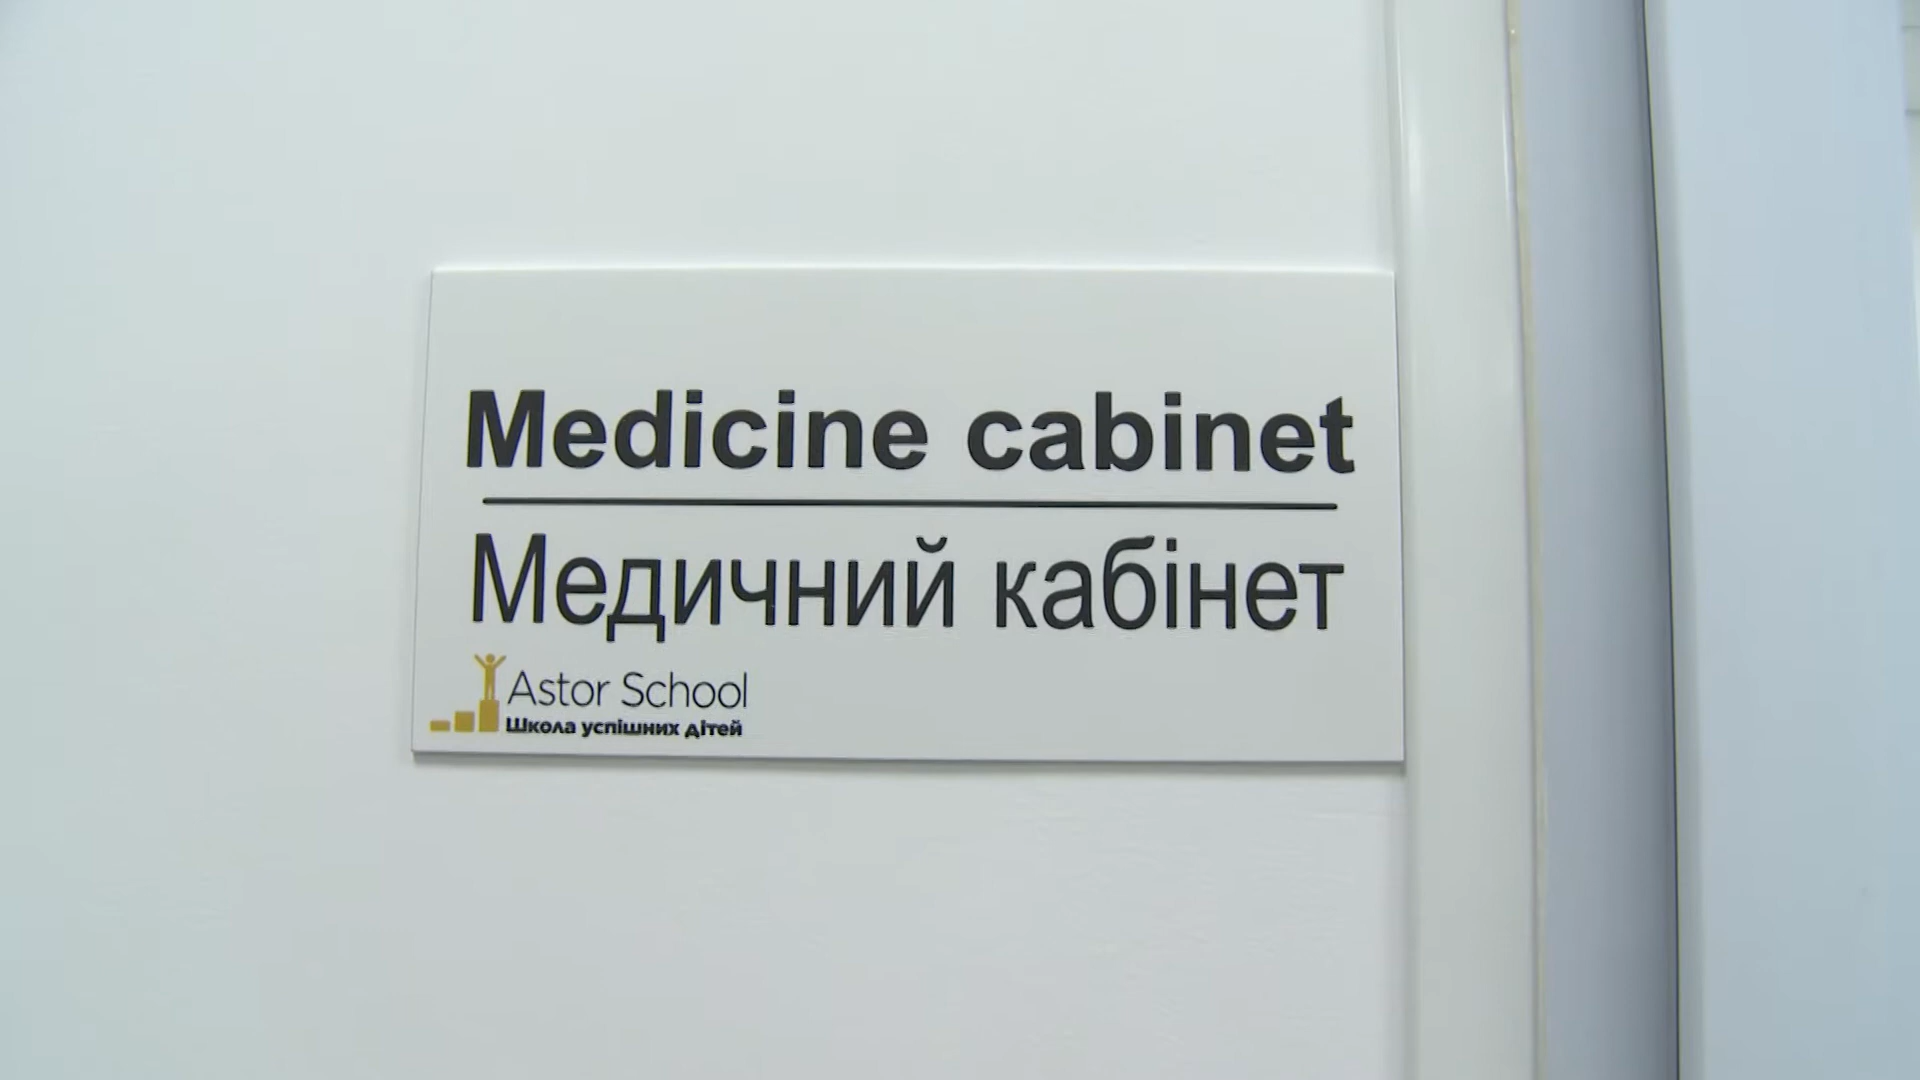 Medicine cabinet
Медичний кабінет
Astor School
Школа успішних дітей